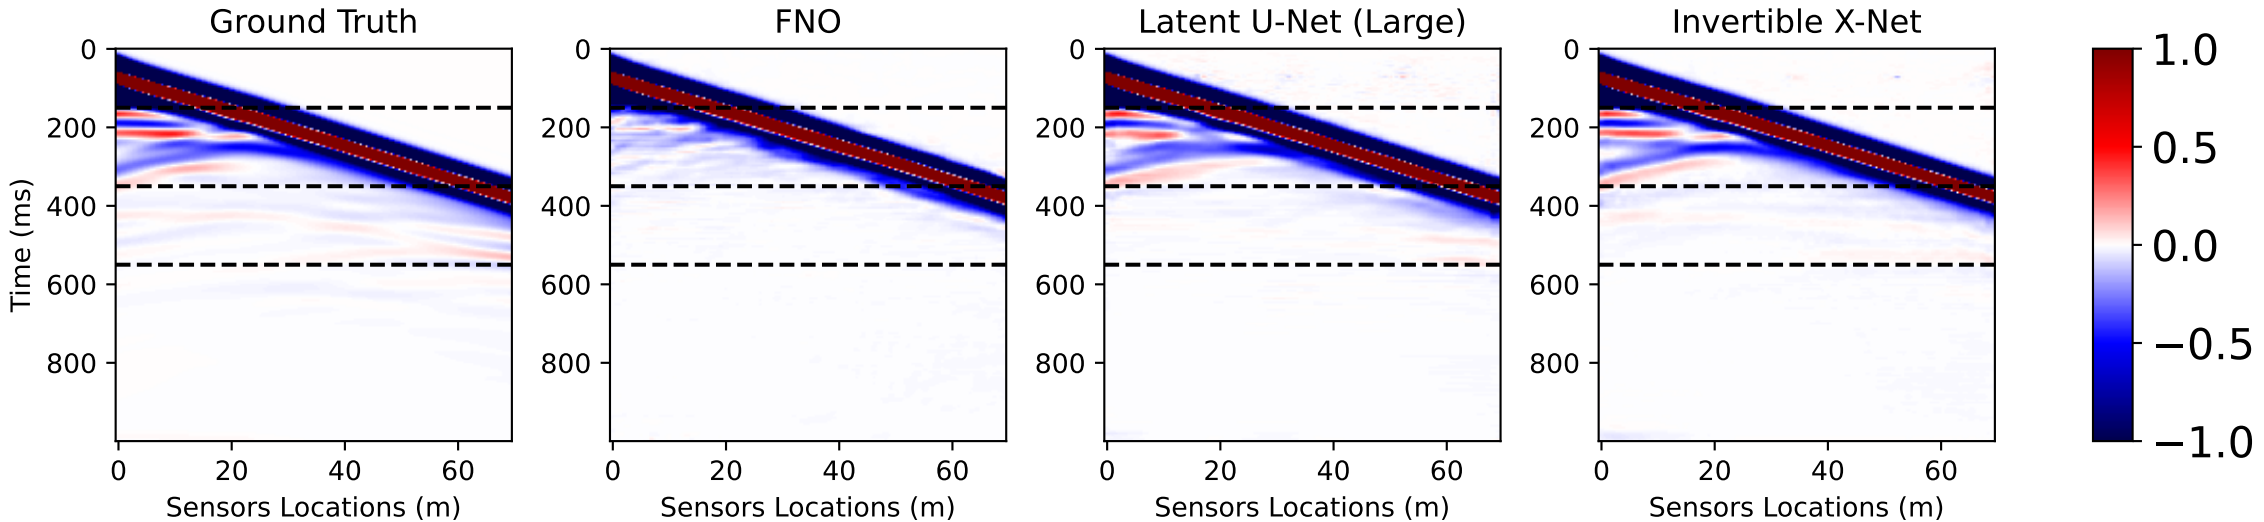 Ground Truth
FNO
Latent U-Net (Large)
Invertible X-Net
0
200
400
600
800
Time (ms)
0 20 40 60
Sensors Locations (m)
0
200
400
600
800
0 20 40 60
Sensors Locations (m)
0
200
400
600
800
0 20 40 60
Sensors Locations (m)
0
200
400
600
800
0 20 40 60
Sensors Locations (m)
1.0
0.5
0.0
−0.5
−1.0